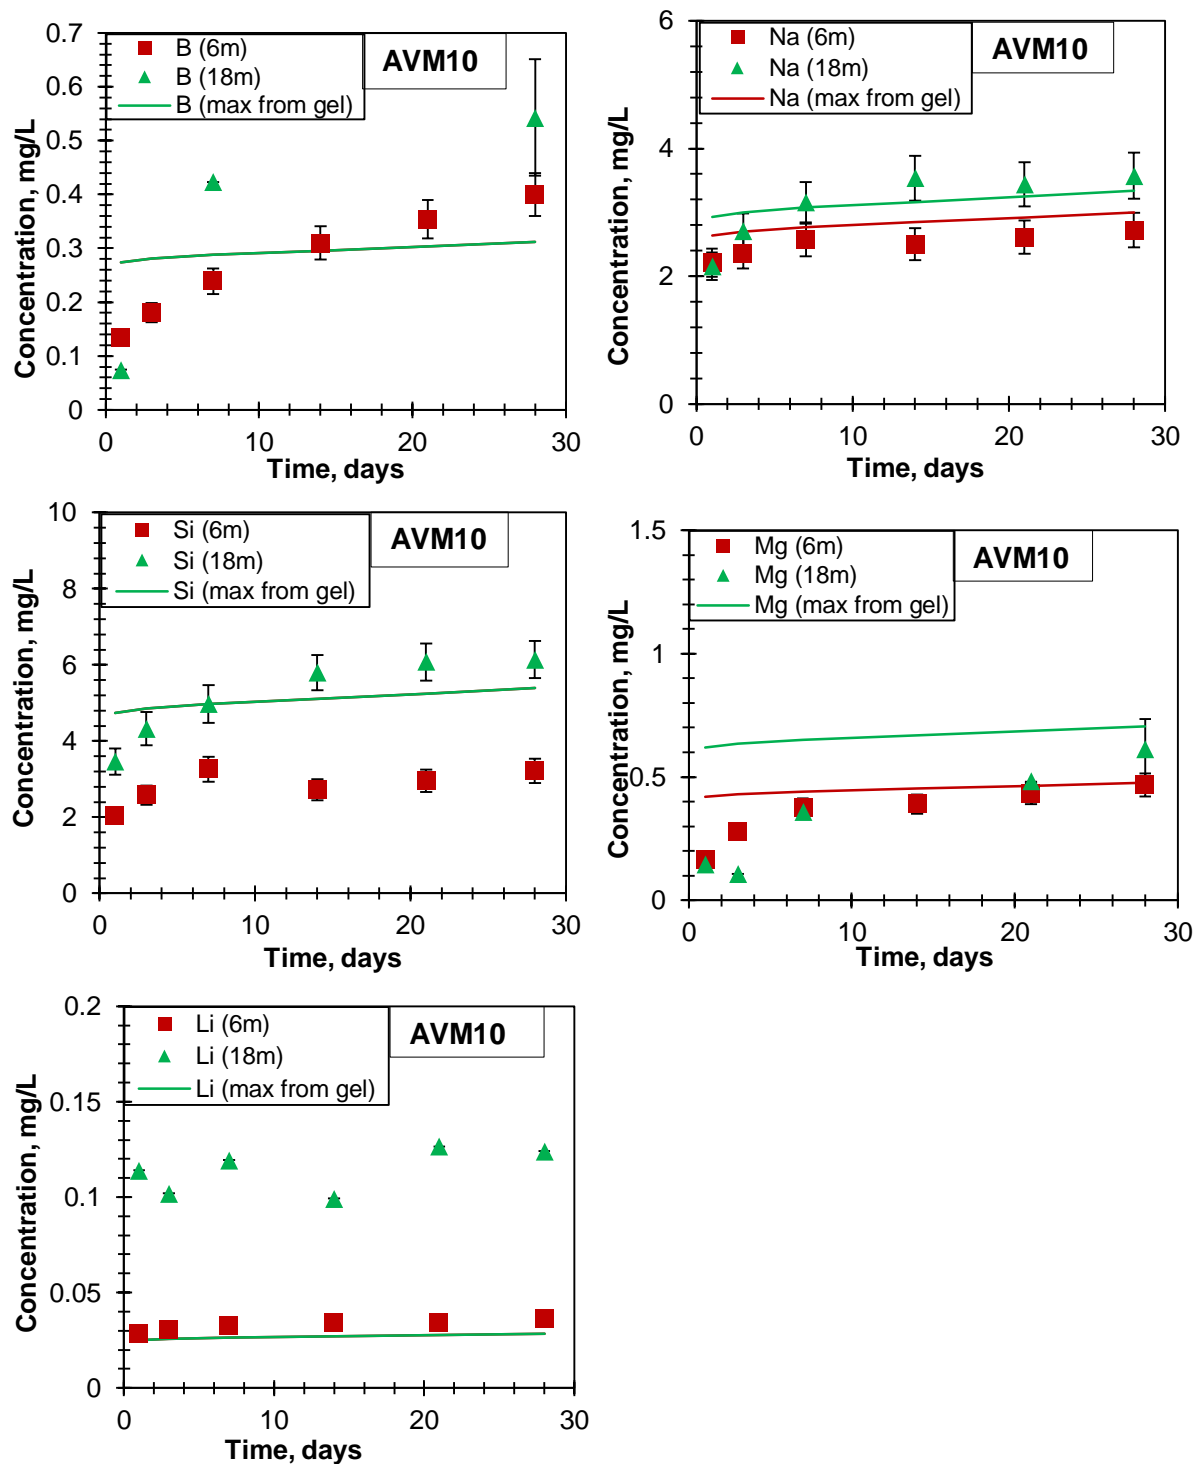 AVM10
B (6m)
B (18m)
B (max from gel)
Concentration, mg/L
0.7
0.6
0.5
0.4
0.3
0.2
0.1
0
0 10 20 30
Time, days
AVM10
Na (6m)
Na (18m)
Na (max from gel)
Concentration, mg/L
6
4
2
0
0 10 20 30
Time, days
AVM10
Si (6m)
Si (18m)
Si (max from gel)
Concentration, mg/L
10
8
6
4
2
0
0 10 20 30
Time, days
AVM10
Mg (6m)
Mg (18m)
Mg (max from gel)
Concentration, mg/L
1.5
1
0.5
0
0 10 20 30
Time, days
AVM10
Li (6m)
Li (18m)
Li (max from gel)
Concentration, mg/L
0.2
0.15
0.1
0.05
0
0 10 20 30
Time, days